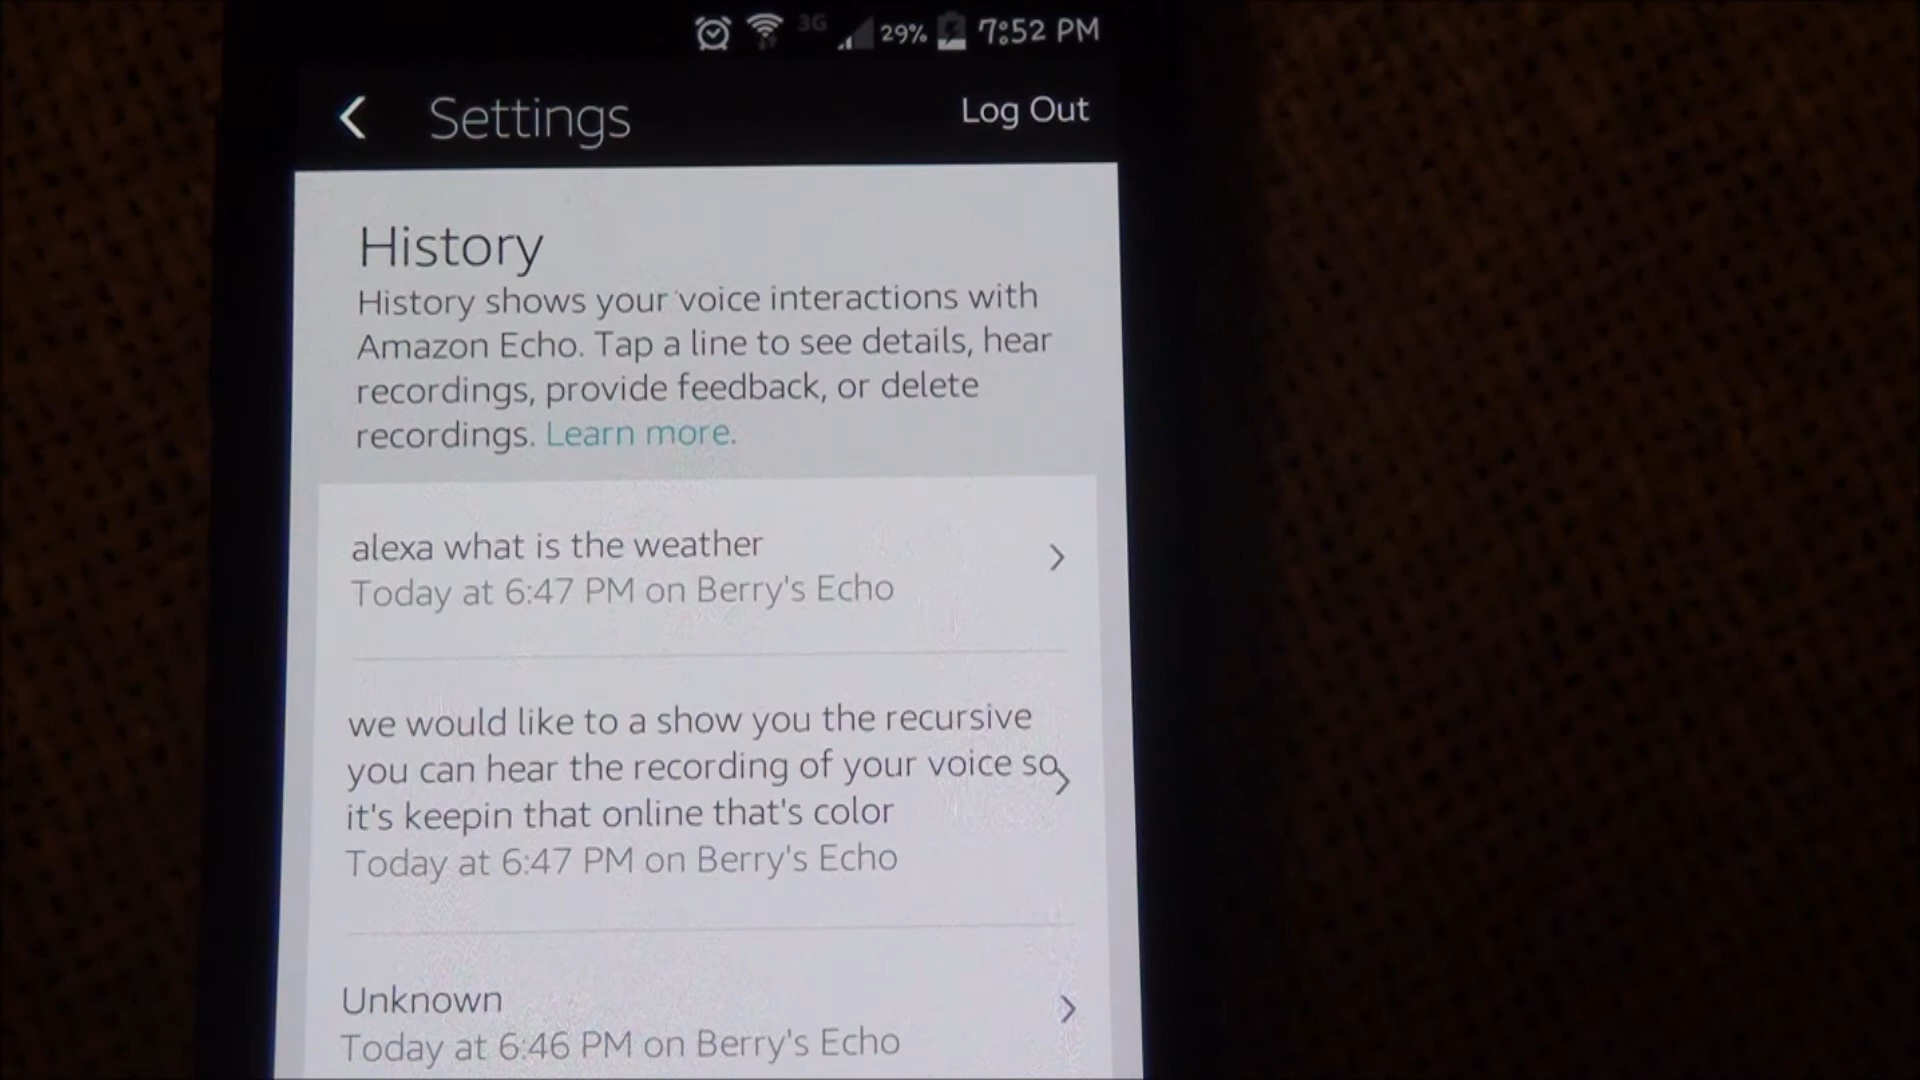 3G 29% 7:52 PM
Settings
Log Out
History
History shows your voice interactions with
Amazon Echo. Tap a line to see details, hear
recordings, provide feedback, or delete
recordings. Learn more.
alexa what is the weather
Today at 6:47 PM on Berry's Echo
we would like to a show you the recursive
you can hear the recording of your voice so
it's keepin that online that's color
Today at 6:47 PM on Berry's Echo
Unknown
Today at 6:46 PM on Berry's Echo